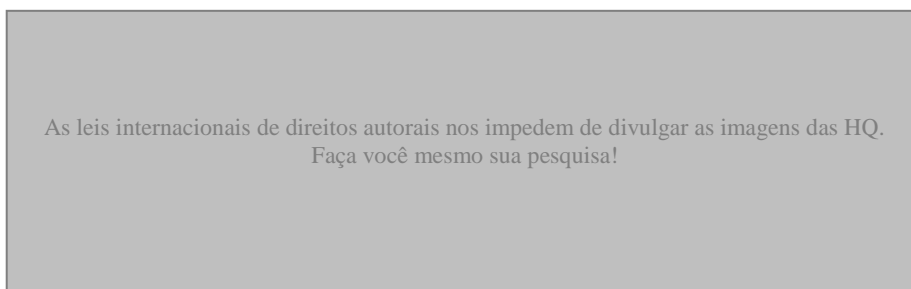 As leis internacionais de direitos autorais nos impedem de divulgar as imagens das HQ.
Faça você mesmo sua pesquisa!